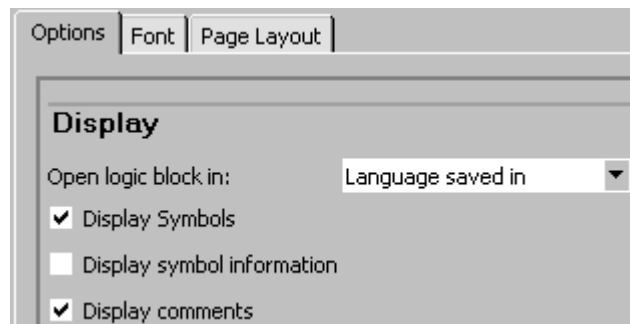 Options Font Page Layout
Display
Open logic block in: Language saved in
Display Symbols
Display symbol information
Display comments